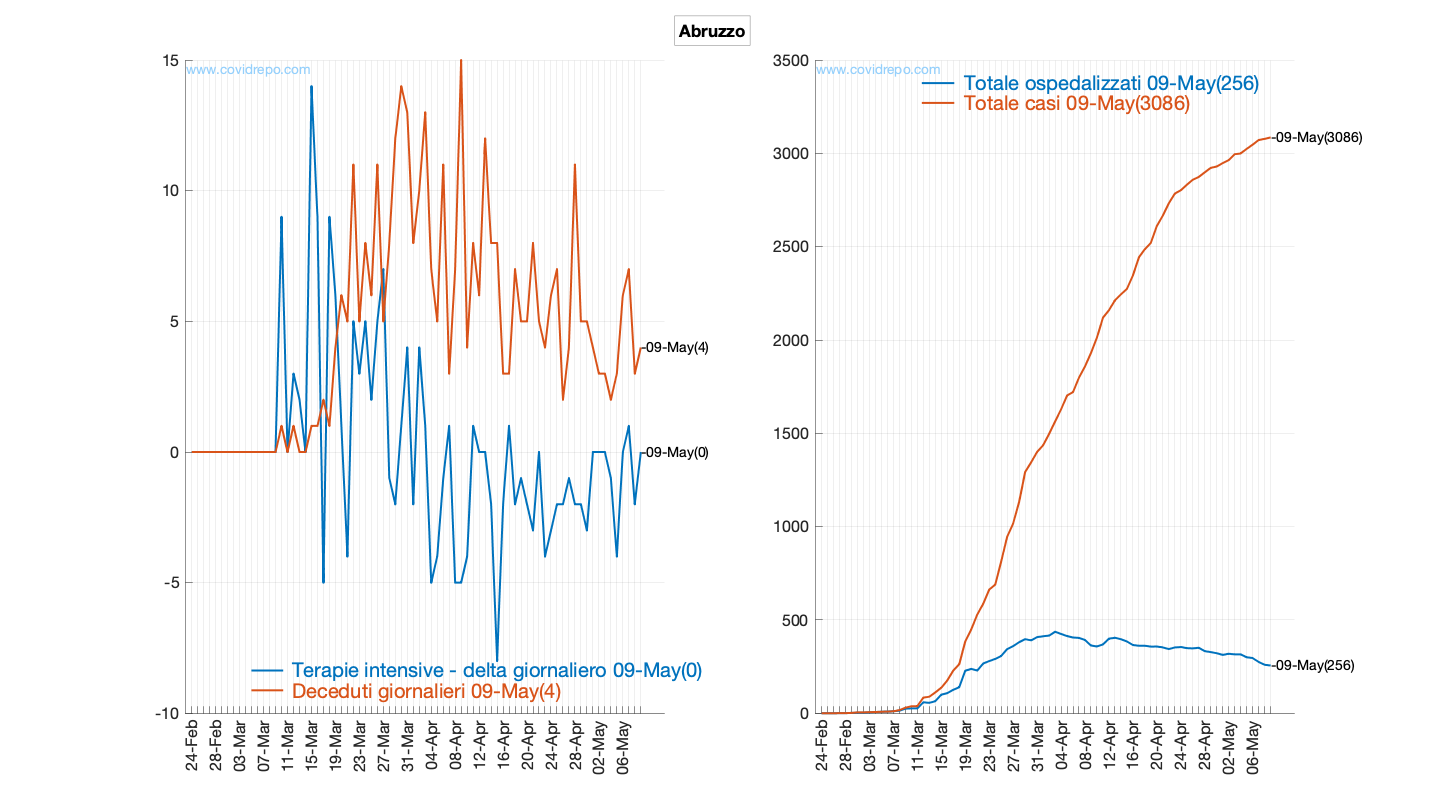 Abruzzo
www.covidrepo.com
15
10
5
0
-5
-10
-09-May(4)
-09-May(0)
Terapie intensive - delta giornaliero 09-May(0)
Deceduti giornalieri 09-May(4)
24-Feb
28-Feb
03-Mar
07-Mar
11-Mar
15-Mar
19-Mar
23-Mar
27-Mar
31-Mar
04-Apr
08-Apr
12-Apr
16-Apr
20-Apr
24-Apr
28-Apr
02-May
06-May
www.covidrepo.com
Totale ospedalizzati 09-May(256)
Totale casi 09-May(3086)
3500
3000
2500
2000
1500
1000
500
0
-09-May(3086)
-09-May(256)
24-Feb
28-Feb
03-Mar
07-Mar
11-Mar
15-Mar
19-Mar
23-Mar
27-Mar
31-Mar
04-Apr
08-Apr
12-Apr
16-Apr
20-Apr
24-Apr
28-Apr
02-May
06-May